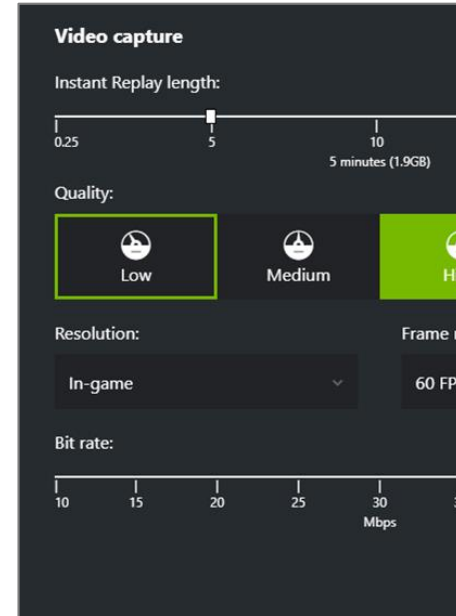 Video capture
Instant Replay length:
0.25 5 10
5 minutes (1.9GB)
Quality:
Low Medium H
Resolution: Frame
In-game 60 FP
Bit rate:
10 15 20 25 30
Mbps